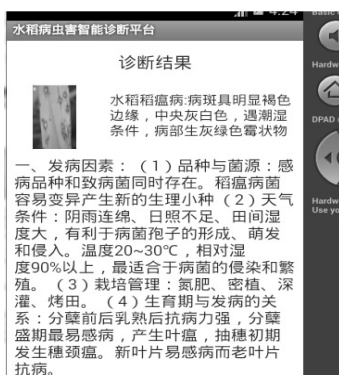 4:24
Basic
水稻病虫害智能诊断平台
Hardw
诊断结果
水稻稻瘟病:病斑具明显褐色
边缘，中央灰白色，遇潮湿
条件，病部生灰绿色霉状物
DPAD
一、发病因素：（1）品种与菌源：感
病品种和致病菌同时存在。稻瘟病菌
容易变异产生新的生理小种（2）天气
条件：阴雨连绵、日照不足、田间湿
度大，有利于病菌孢子的形成、萌发
和侵入。温度20~30℃，相对湿
度90%以上，最适合于病菌的侵染和繁
殖。（3）栽培管理：氮肥、密植、深
灌、烤田。（4）生育期与发病的关
系：分蘖前后乳熟后抗病力强，分蘖
盛期最易感病，产生叶瘟，抽穗初期
发生穗颈瘟。新叶片易感病而老叶片
抗病。
Hardw
Use yo